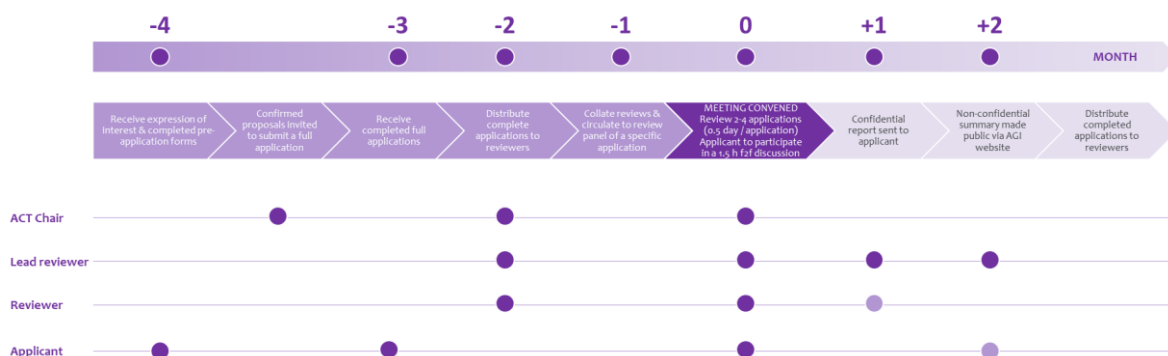 -4 -3 -2 -1 0 +1 +2
MONTH
Receive expression of
interest & completed pre-
application forms
Confirmed
proposals invited
to submit a full
application
Receive
completed full
applications
Distribute
complete
applications to
reviewers
Collate reviews &
circulate to review
panel of a specific
application
MEETING CONVENED
Review 2-4 applications
(0.5 day / application)
Applicant to participate
in a 1.5 h f2f discussion
Confidential
report sent to
applicant
Non-confidential
summary made
public via AGI
website
Distribute
completed
applications to
reviewers
ACT Chair
Lead reviewer
Reviewer
Applicant